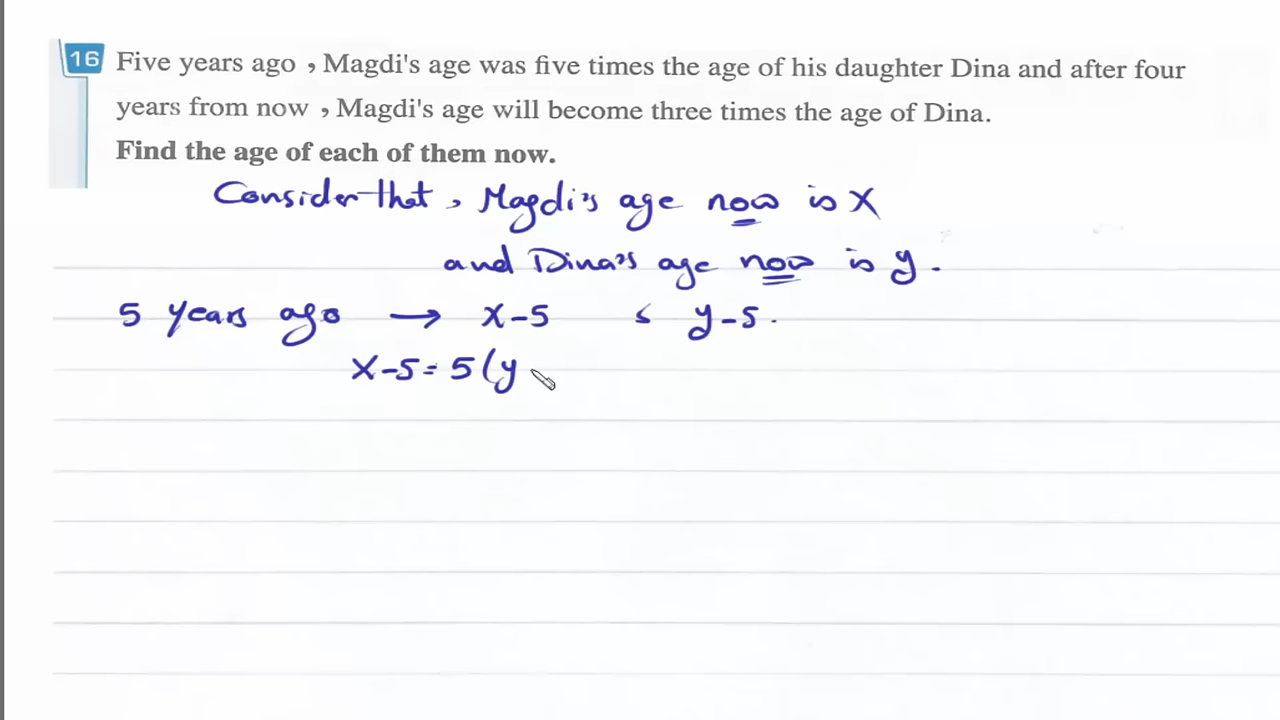 16 Five years ago , Magdi's age was five times the age of his daughter Dina and after four
years from now , Magdi's age will become three times the age of Dina.
Find the age of each of them now.
Consider that , Magdi's age now is x
and Dina's age now is y .
5 years ago → x-5 , y-5 .
x-5 = 5 (y